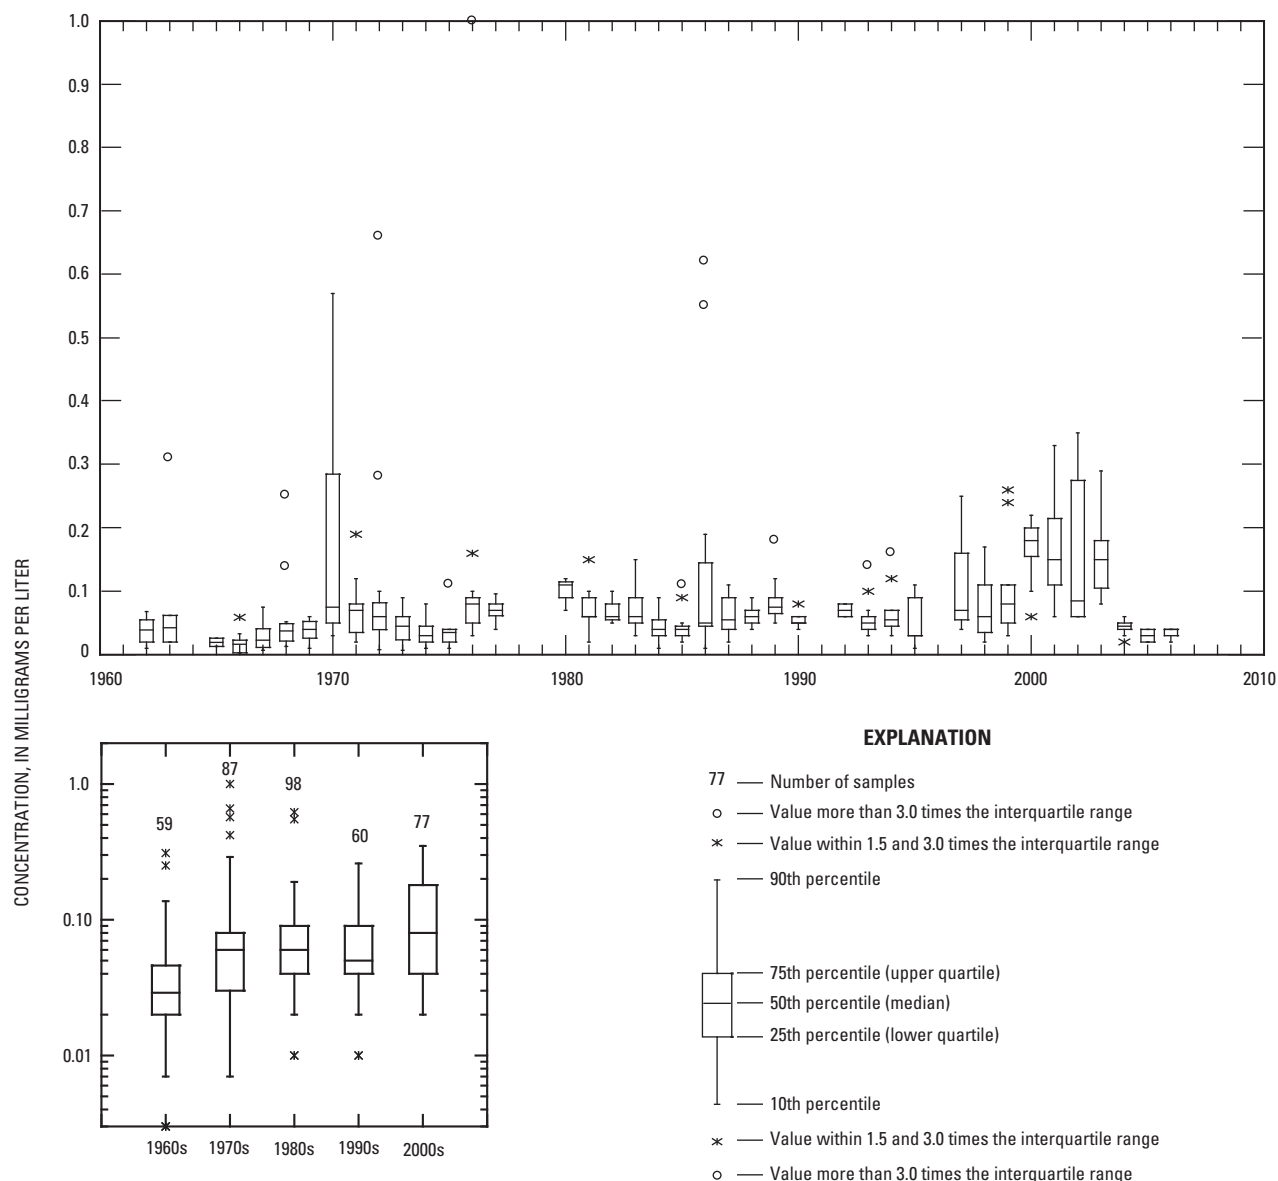 1.0
0.9
0.8
0.7
0.6
0.5
0.4
0.3
0.2
0.1
0
1960 1970 1980 1990 2000 2010
CONCENTRATION, IN MILLIGRAMS PER LITER
1.0
0.10
0.01
59 87 98 60 77
1960s 1970s 1980s 1990s 2000s
EXPLANATION
77 Number of samples
Value more than 3.0 times the interquartile range
Value within 1.5 and 3.0 times the interquartile range
90th percentile
75th percentile (upper quartile)
50th percentile (median)
25th percentile (lower quartile)
10th percentile
Value within 1.5 and 3.0 times the interquartile range
Value more than 3.0 times the interquartile range